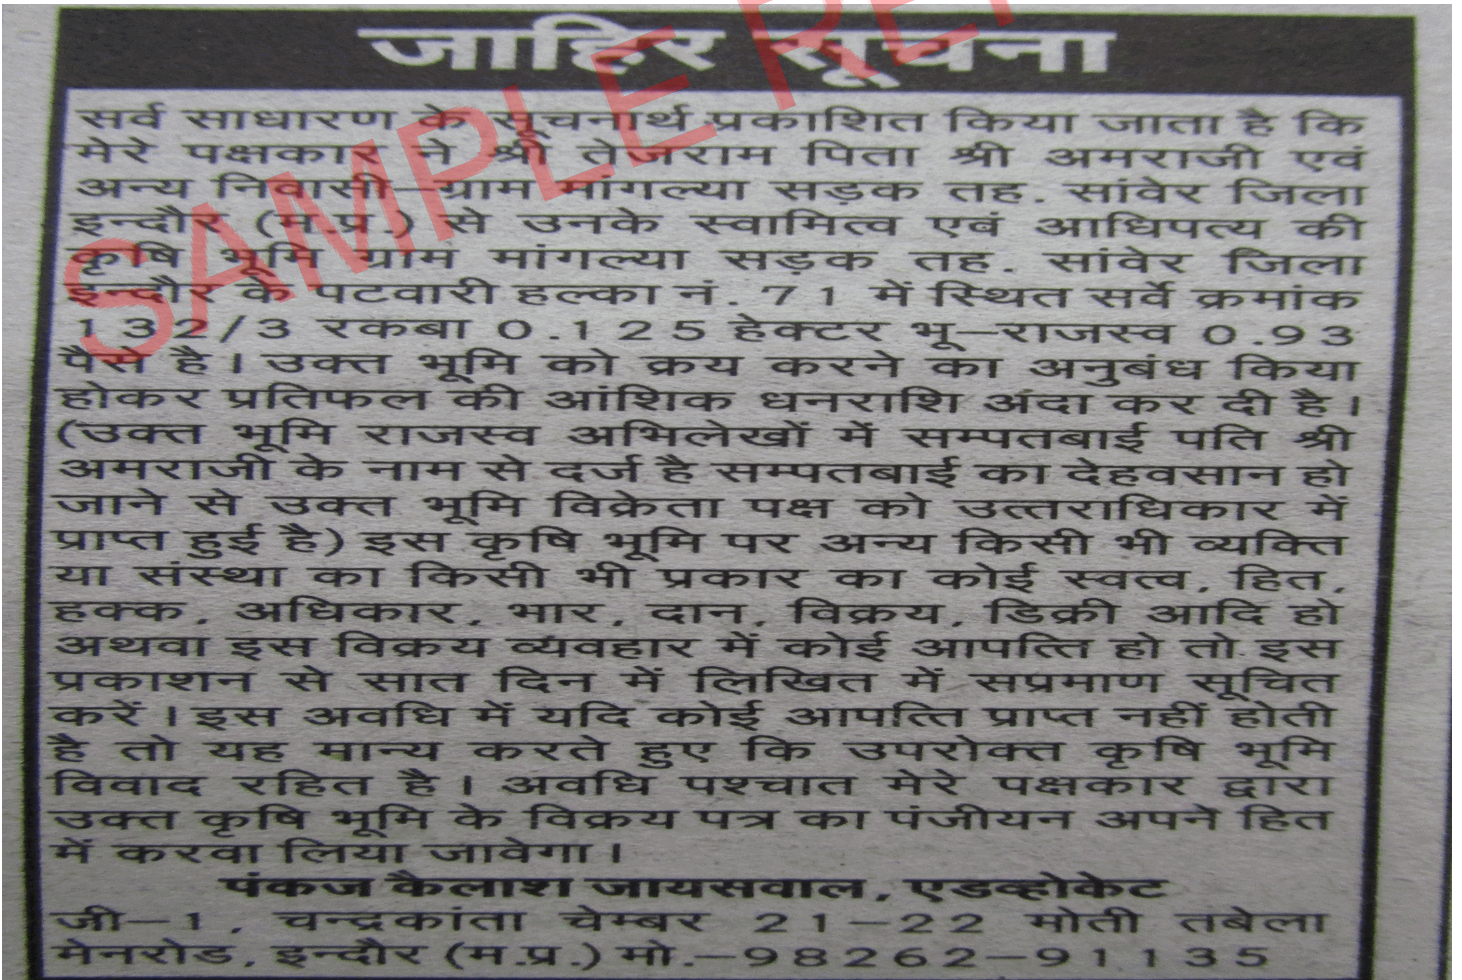 जाहिर सूचना
SAMPLE RE
सर्व साधारण के सूचनार्थ प्रकाशित किया जाता है कि
मेरे पक्षकार ने श्री तेजराम पिता श्री अमराजी एवं
अन्य निवासी-ग्राम मांगल्या सड़क तह. सांवेर जिला
इन्दौर (म.प्र.) से उनके स्वामित्व एबं आधिपत्य की
कृषि भूमि ग्राम मांगल्या सड़क तह. सांवेर जिला
इन्दौर के पटवारी हल्का नं. 71 में स्थित सर्वे क्रमांक
132/3 रकबा 0.125 हेक्टर भू-राजस्व 0.93
पैसे है। उक्त भूमि को क्रय करने का अनुबंध किया
होकर प्रतिफल की आंशिक धनराशि अदा कर दी है।
(उक्त भूमि राजस्व अभिलेखों में सम्पतबाई पति श्री
अमराजी के नाम से दर्ज है सम्पतबाई का देहवसान हो
जाने से उक्त भूमि विक्रेता पक्ष को उत्तराधिकार में
प्राप्त हुई है) इस कृषि भूमि पर अन्य किसी भी व्यक्ति
या संस्था का किसी भी प्रकार का कोई स्वत्व, हित,
हक्क, अधिकार, भार, दान, विक्रय, डिक्री आदि हो
अथवा इस विक्रय व्यवहार में कोई आपत्ति हो तो इस
प्रकाशन से सात दिन में लिखित में सप्रमाण सूचित
करें। इस अवधि में यदि कोई आपत्ति प्राप्त नहीं होती
है तो यह मान्य करते हुए कि उपरोक्त कृषि भूमि
विवाद रहित है। अवधि पश्चात मेरे पक्षकार द्वारा
उक्त कृषि भूमि के विक्रय पत्र का पंजीयन अपने हित
में करवा लिया जावेगा।
पंकज कैलाश जायसवाल, एडव्होकेट
जी-1, चन्द्रकांता चेम्बर 21-22 मोती तबेला
मेनरोड, इन्दौर (म.प्र.) मो.-98262-91135